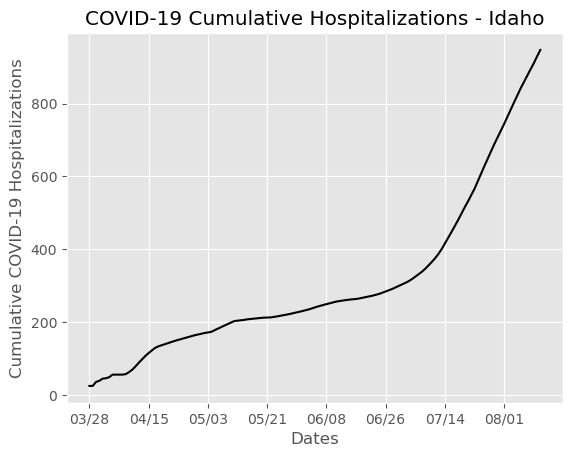 COVID-19 Cumulative Hospitalizations - Idaho
Cumulative COVID-19 Hospitalizations
800
600
400
200
0
03/28 04/15 05/03 05/21 06/08 06/26 07/14 08/01
Dates